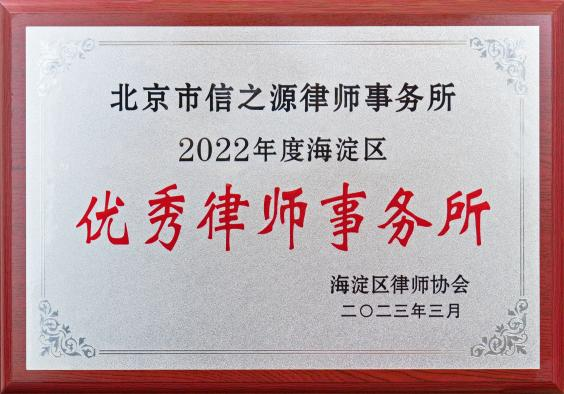 北京市信之源律师事务所
2022年度海淀区
优秀律师事务所
海淀区律师协会
二〇二三年三月